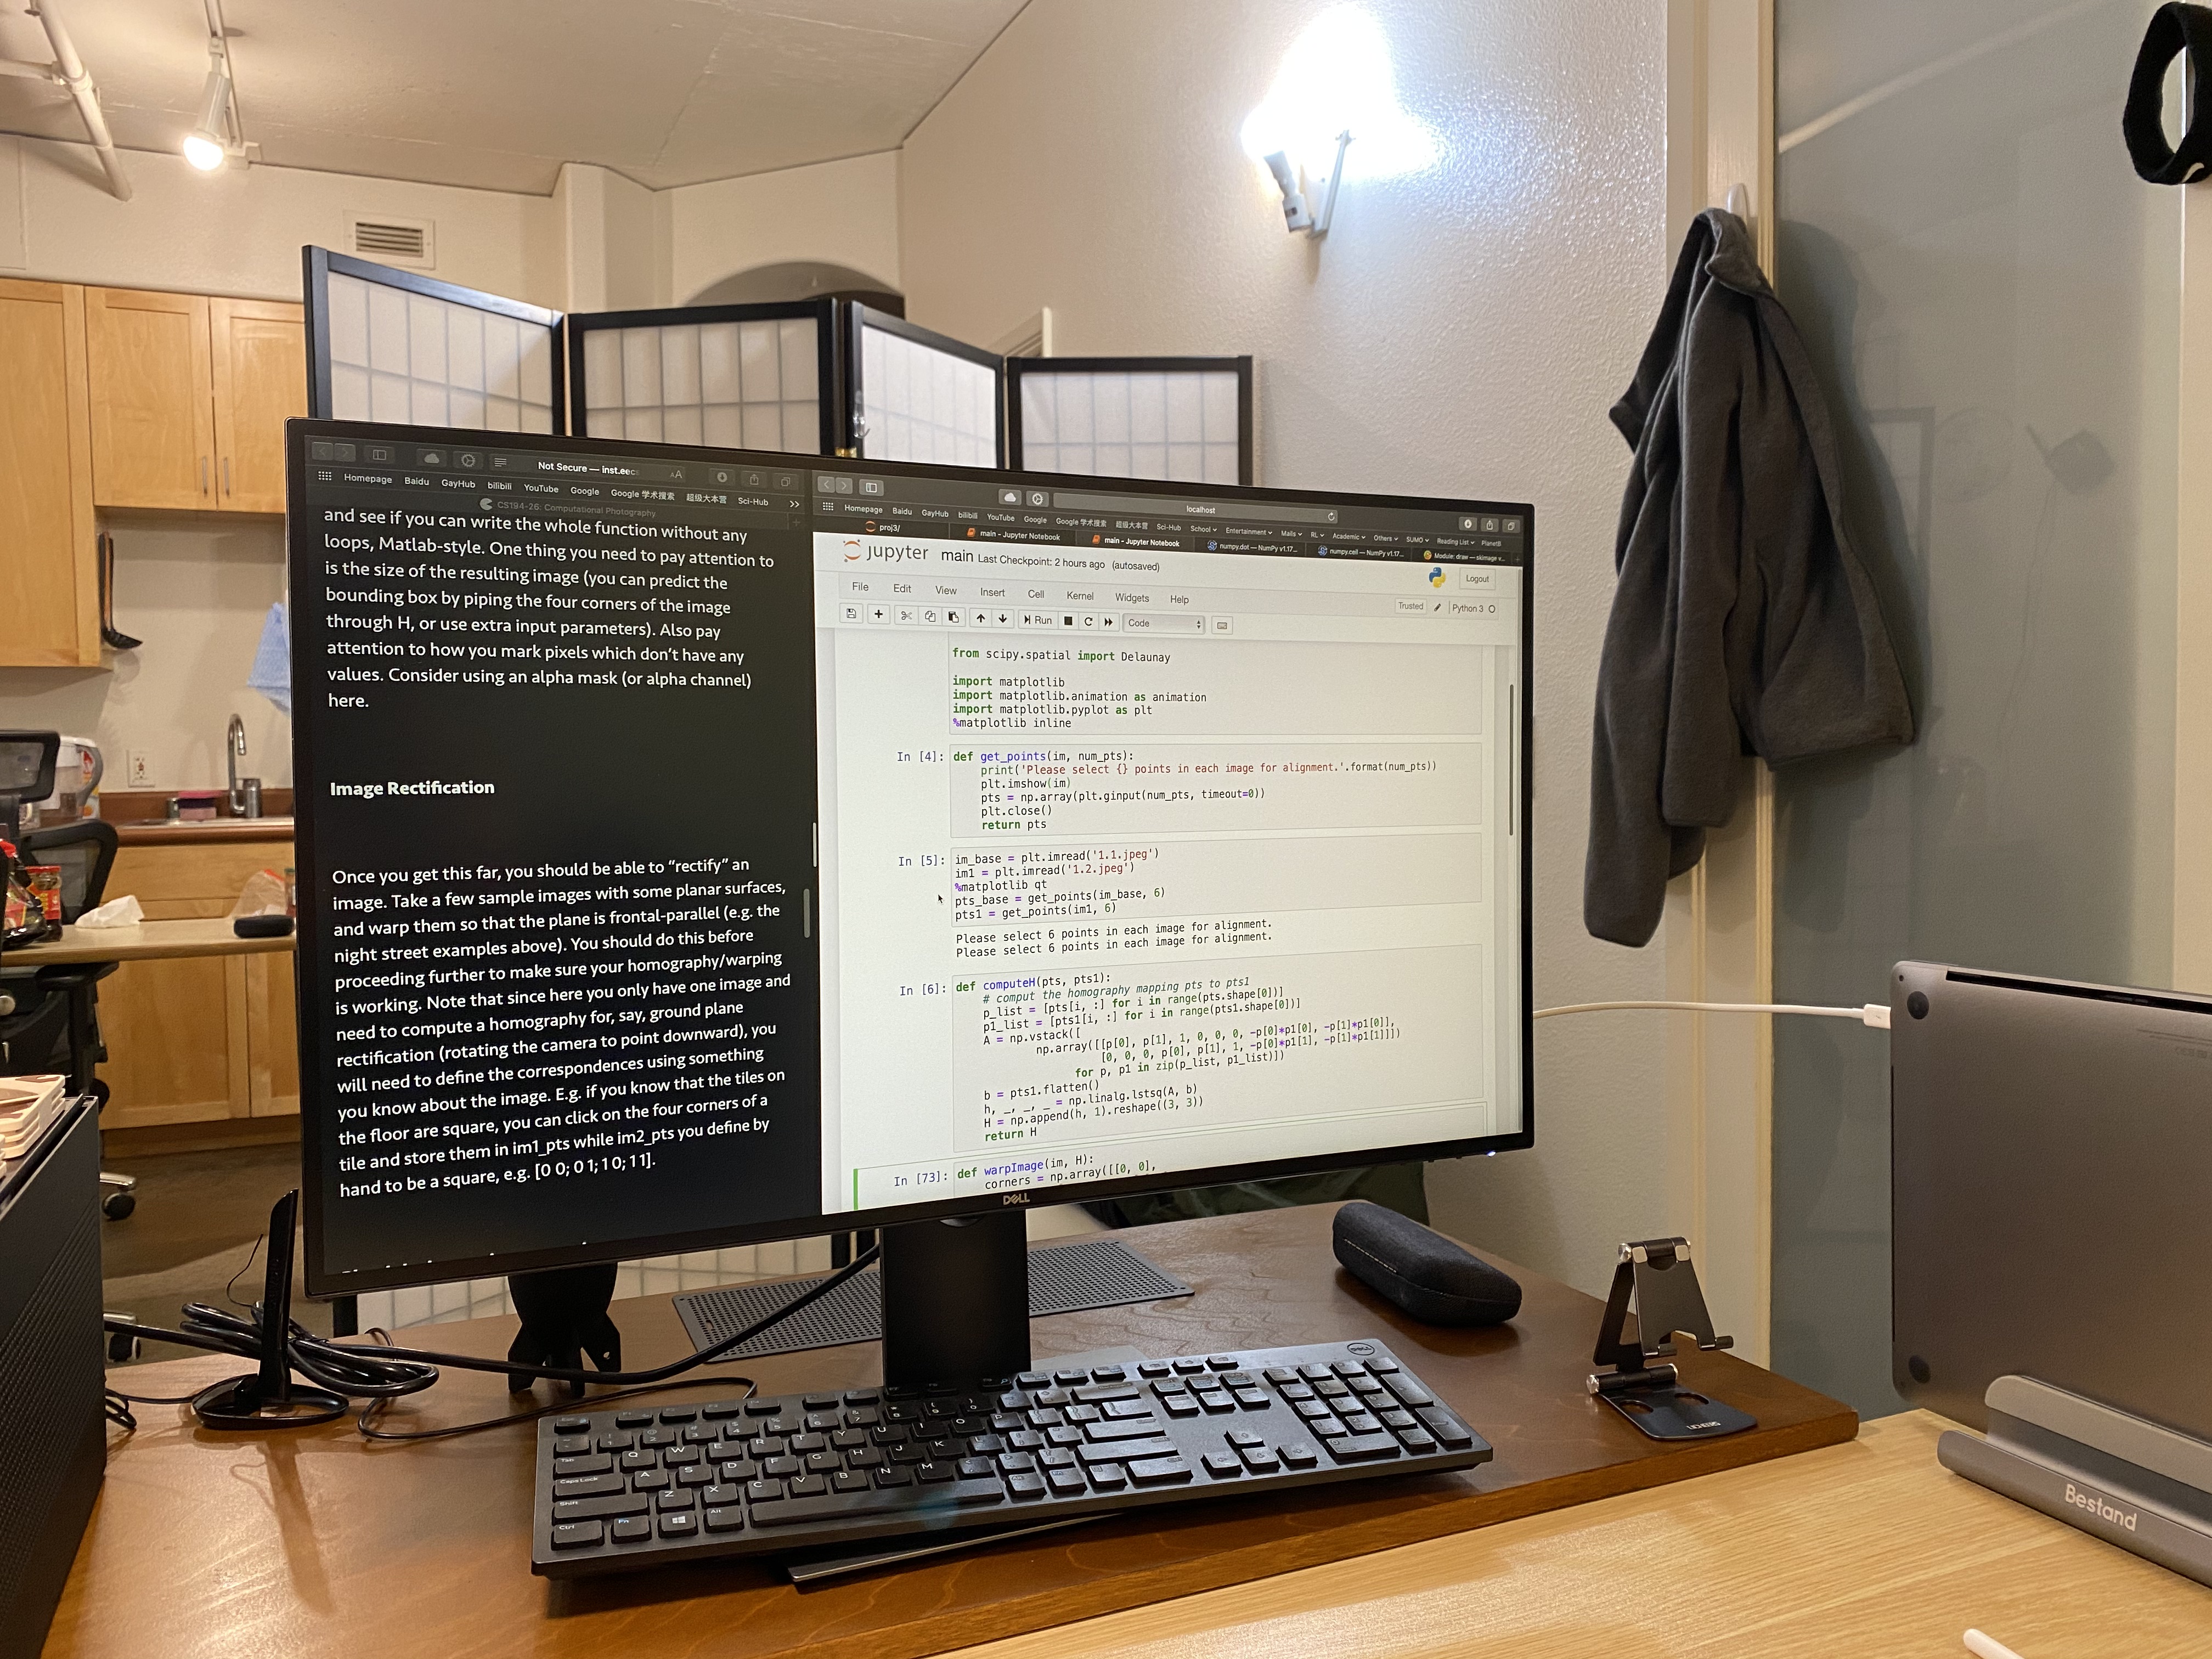 Not Secure — inst.eec
AA
Homepage Baidu GayHub bilibili YouTube Google Google 学术搜索 超级大本营 Sci-Hub
CS194-26: Computational Photography
and see if you can write the whole function without any
loops, Matlab-style. One thing you need to pay attention to
is the size of the resulting image (you can predict the
bounding box by piping the four corners of the image
through H, or use extra input parameters). Also pay
attention to how you mark pixels which don't have any
values. Consider using an alpha mask (or alpha channel)
here.
Image Rectification
Once you get this far, you should be able to “rectify” an
image. Take a few sample images with some planar surfaces,
and warp them so that the plane is frontal-parallel (e.g. the
night street examples above). You should do this before
proceeding further to make sure your homography/warping
is working. Note that since here you only have one image and
need to compute a homography for, say, ground plane
rectification (rotating the camera to point downward), you
will need to define the correspondences using something
you know about the image. E.g. if you know that the tiles on
the floor are square, you can click on the four corners of a
tile and store them in im1_pts while im2_pts you define by
hand to be a square, e.g. [0 0; 0 1; 1 0; 1 1].
localhost
Homepage Baidu GayHub bilibili YouTube Google Google 学术搜索 超级大本营 Sci-Hub School Entertainment Mails RL Academic Others SUMO Reading List PlanetB
proj3/ main - Jupyter Notebook main - Jupyter Notebook numpy.dot — NumPy v1.17... numpy.ceil — NumPy v1.17... Module: draw — skimage v...
jupyter main Last Checkpoint: 2 hours ago (autosaved)
Logout
File Edit View Insert Cell Kernel Widgets Help
Trusted Python 3
Run Code
from scipy.spatial import Delaunay
import matplotlib
import matplotlib.animation as animation
import matplotlib.pyplot as plt
%matplotlib inline
In [4]: def get_points(im, num_pts):
print('Please select {} points in each image for alignment.'.format(num_pts))
plt.imshow(im)
pts = np.array(plt.ginput(num_pts, timeout=0))
plt.close()
return pts
In [5]: im_base = plt.imread('1.1.jpeg')
im1 = plt.imread('1.2.jpeg')
%matplotlib qt
pts_base = get_points(im_base, 6)
pts1 = get_points(im1, 6)
Please select 6 points in each image for alignment.
Please select 6 points in each image for alignment.
In [6]: def computeH(pts, pts1):
# comput the homography mapping pts to pts1
p_list = [pts[i, :] for i in range(pts.shape[0])]
p1_list = [pts1[i, :] for i in range(pts1.shape[0])]
A = np.vstack([
np.array([[p[0], p[1], 1, 0, 0, 0, -p[0]*p1[0], -p[1]*p1[0]],
[0, 0, 0, p[0], p[1], 1, -p[0]*p1[1], -p[1]*p1[1]]])
for p, p1 in zip(p_list, p1_list)])
b = pts1.flatten()
h, _, _, _ = np.linalg.lstsq(A, b)
H = np.append(h, 1).reshape((3, 3))
return H
In [73]: def warpImage(im, H):
corners = np.array([[0, 0],
DELL
DELL
Q W E R T Y U I O P
Caps Lock A S D F G H J K L
Shift Z X C V B N M
Ctrl Fn Alt
Bestand